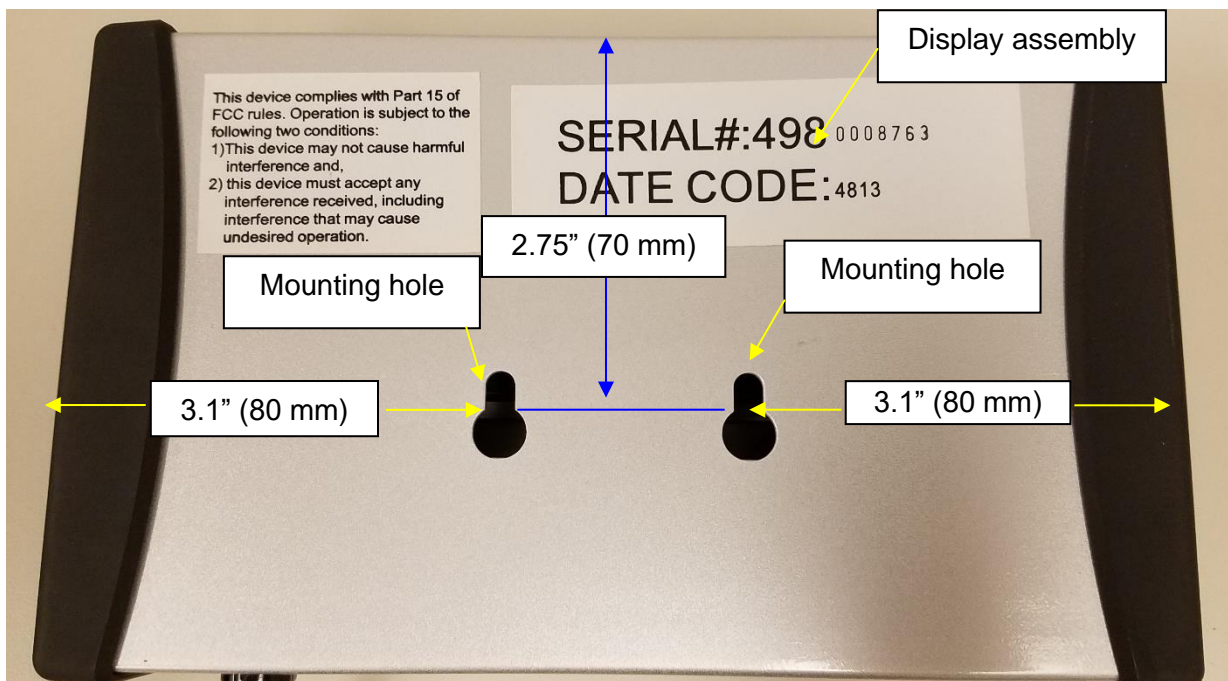 Display assembly
This device complies with Part 15 of
FCC rules. Operation is subject to the
following two conditions:
1)This device may not cause harmful
interference and,
2) this device must accept any
interference received, including
interference that may cause
undesired operation.
SERIAL#:498 0008763
DATE CODE:4813
2.75” (70 mm)
Mounting hole
Mounting hole
3.1” (80 mm)
3.1” (80 mm)